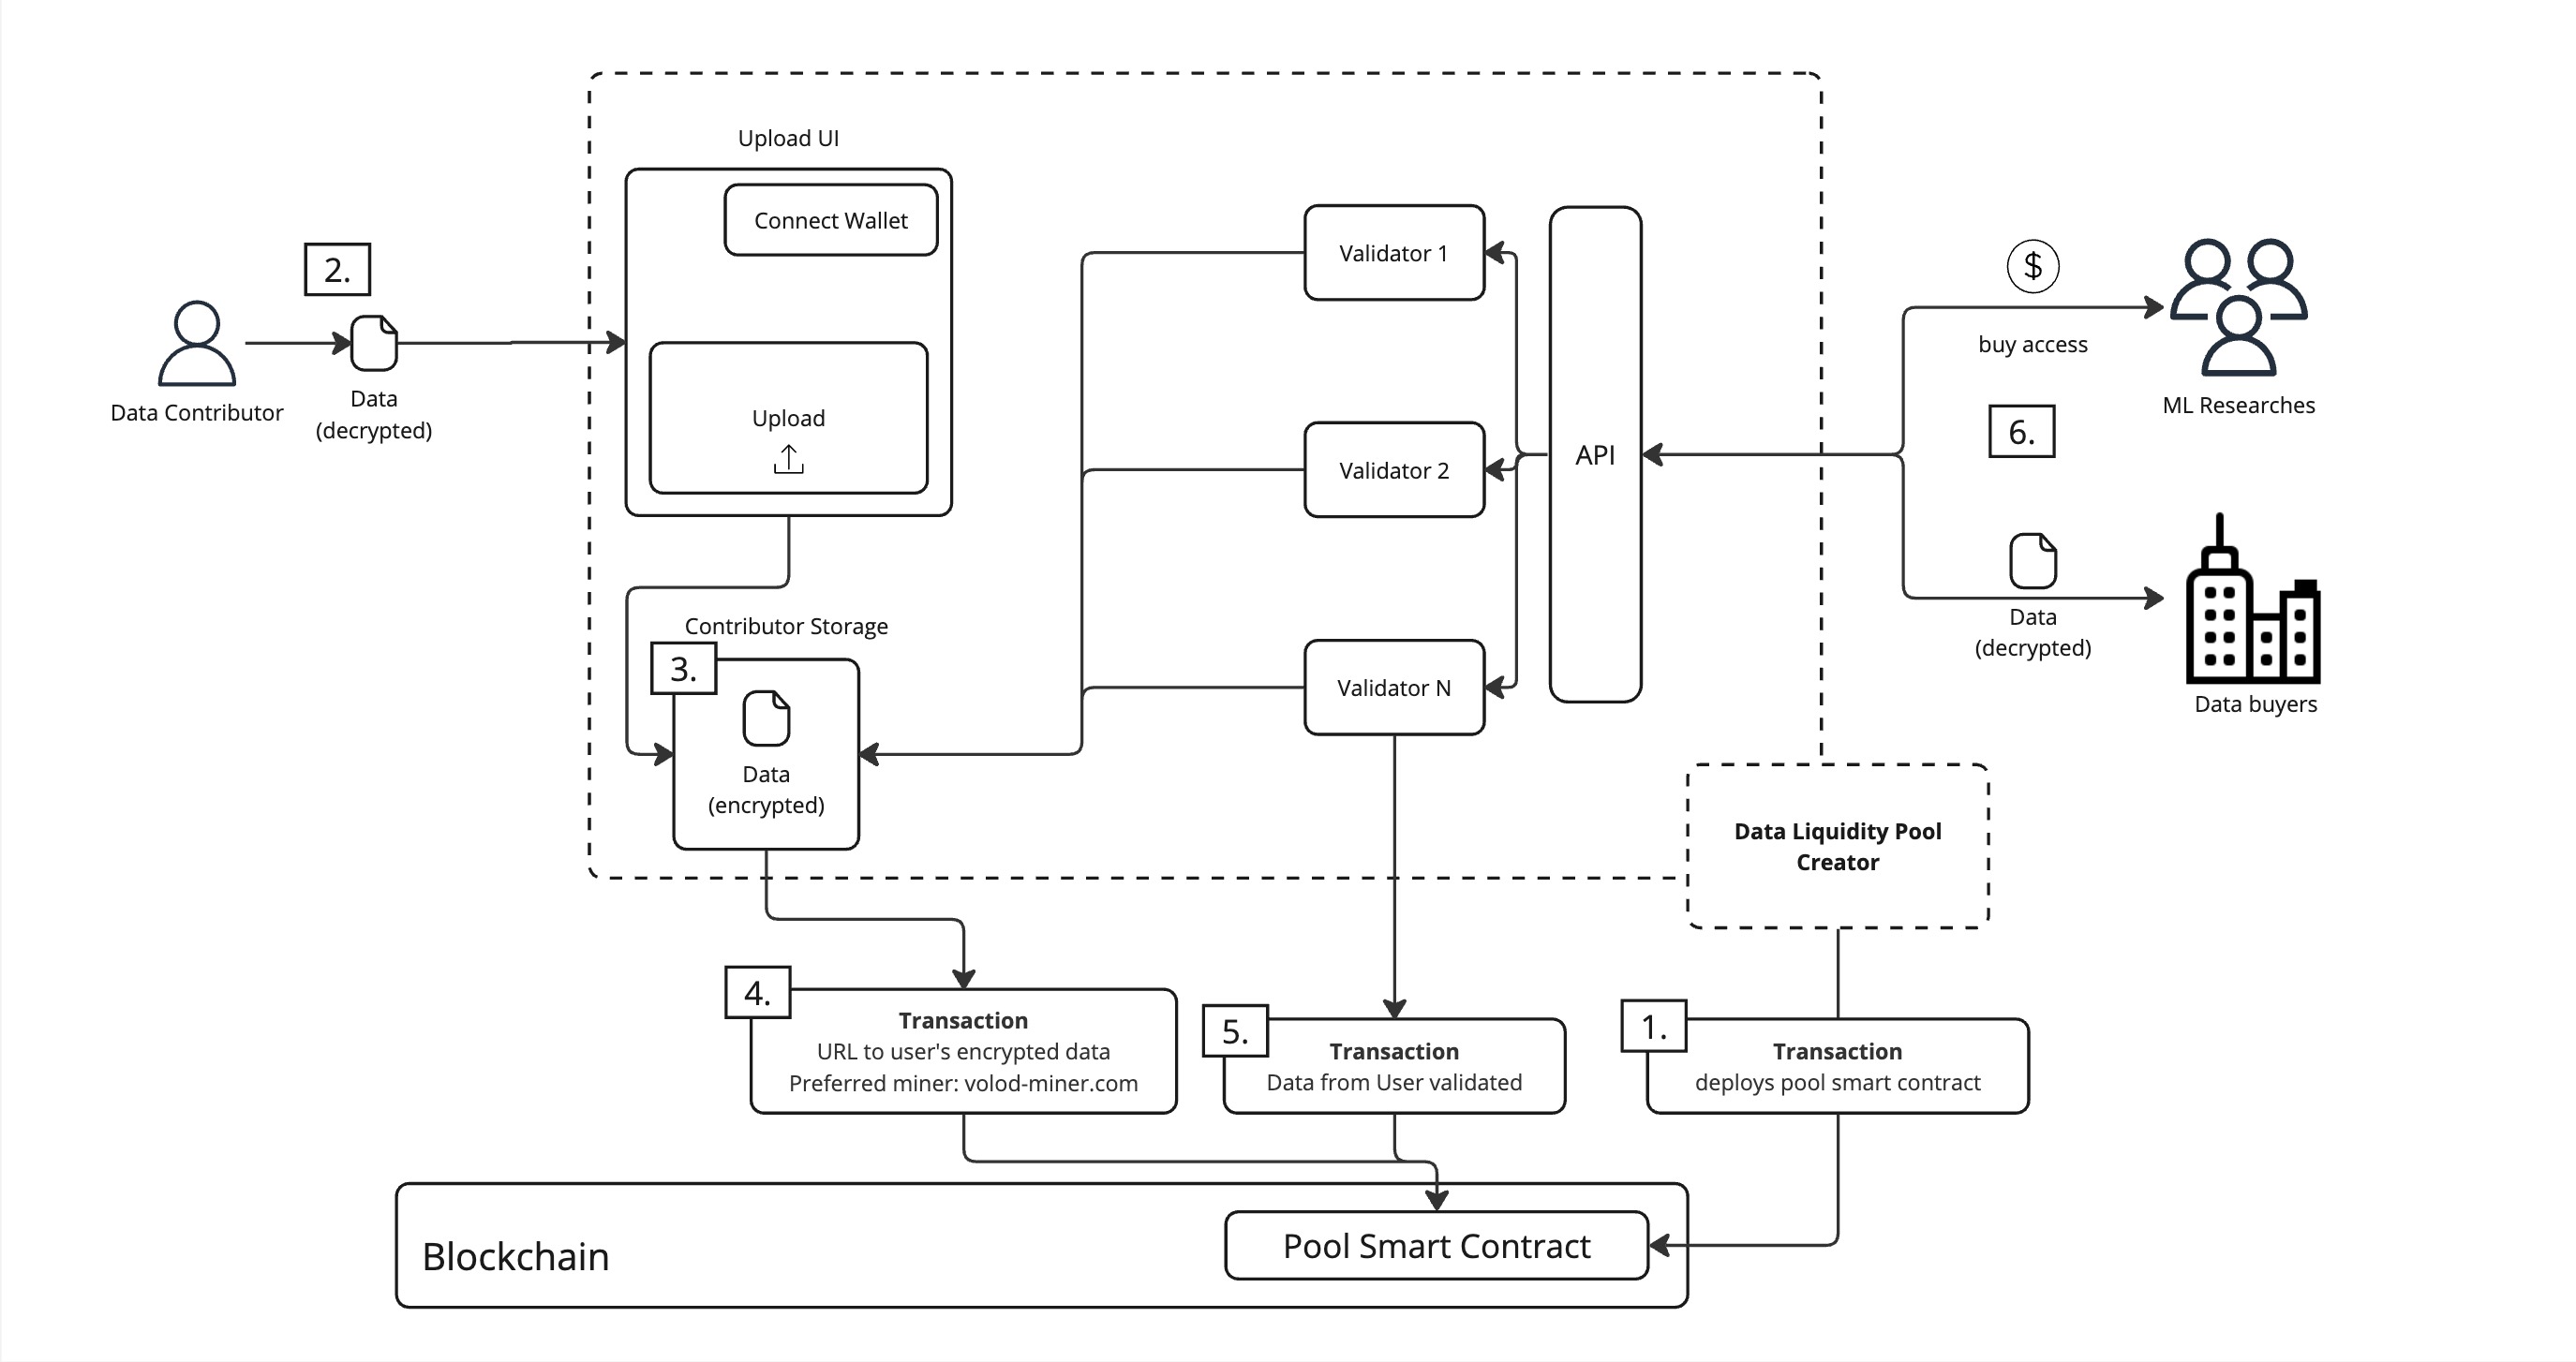 Upload UI
Connect Wallet
Upload
2.
Data Contributor
Data
(decrypted)
Contributor Storage
3.
Data
(encrypted)
Validator 1
Validator 2
Validator N
API
$
buy access
ML Researches
6.
Data
(decrypted)
Data buyers
Data Liquidity Pool
Creator
4.
Transaction
URL to user's encrypted data
Preferred miner: volod-miner.com
5.
Transaction
Data from User validated
1.
Transaction
deploys pool smart contract
Blockchain
Pool Smart Contract